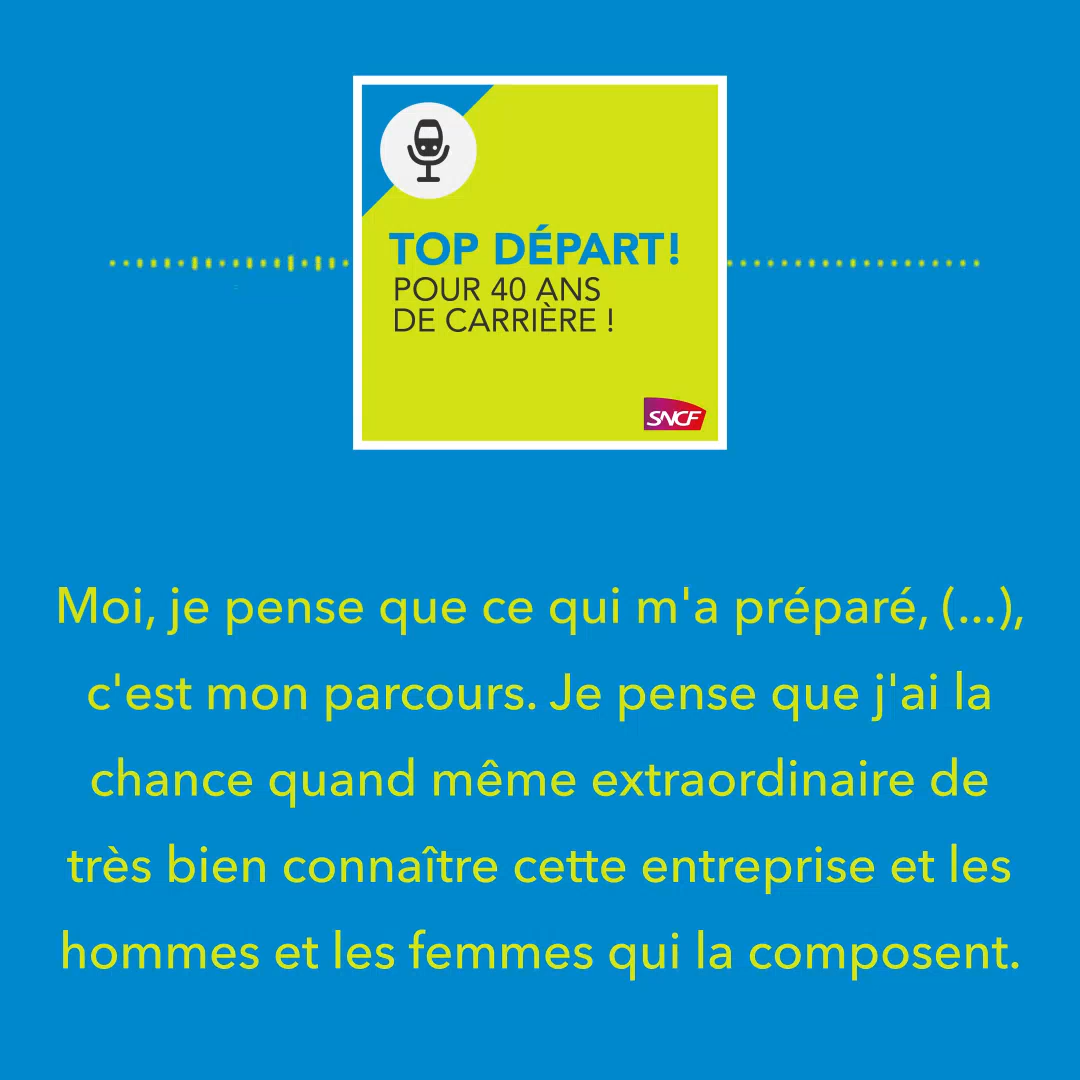 TOP DÉPART!
POUR 40 ANS
DE CARRIÈRE !
SNCF
Moi, je pense que ce qui m'a préparé, (...),
c'est mon parcours. Je pense que j'ai la
chance quand même extraordinaire de
très bien connaître cette entreprise et les
hommes et les femmes qui la composent.